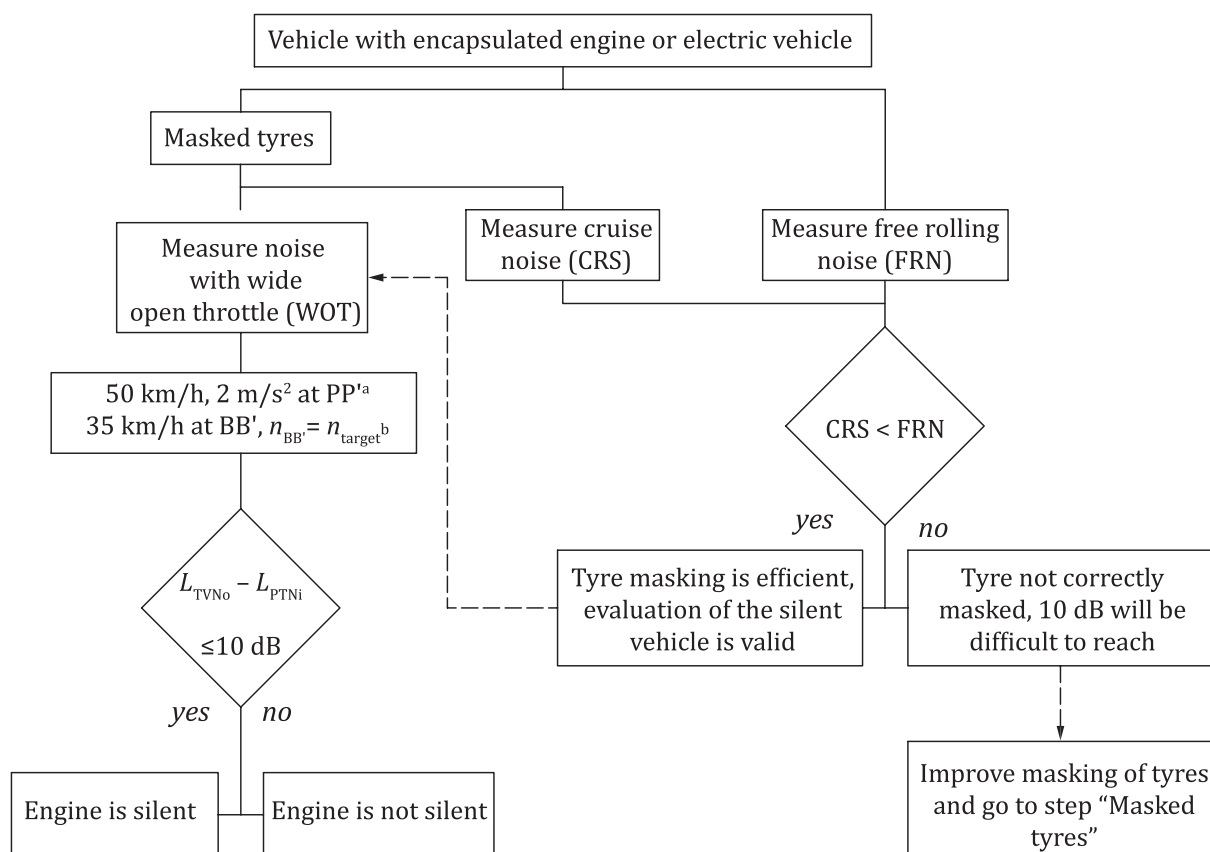 Vehicle with encapsulated engine or electric vehicle
Masked tyres
Measure noise
with wide
open throttle (WOT)
Measure cruise
noise (CRS)
Measure free rolling
noise (FRN)
50 km/h, 2 m/s² at PP'ᵃ
35 km/h at BB', n_BB' = n_target ᵇ
CRS < FRN
yes
no
L_TVNo – L_PTNi
≤10 dB
Tyre masking is efficient,
evaluation of the silent
vehicle is valid
Tyre not correctly
masked, 10 dB will be
difficult to reach
yes
no
Engine is silent
Engine is not silent
Improve masking of tyres
and go to step “Masked
tyres”